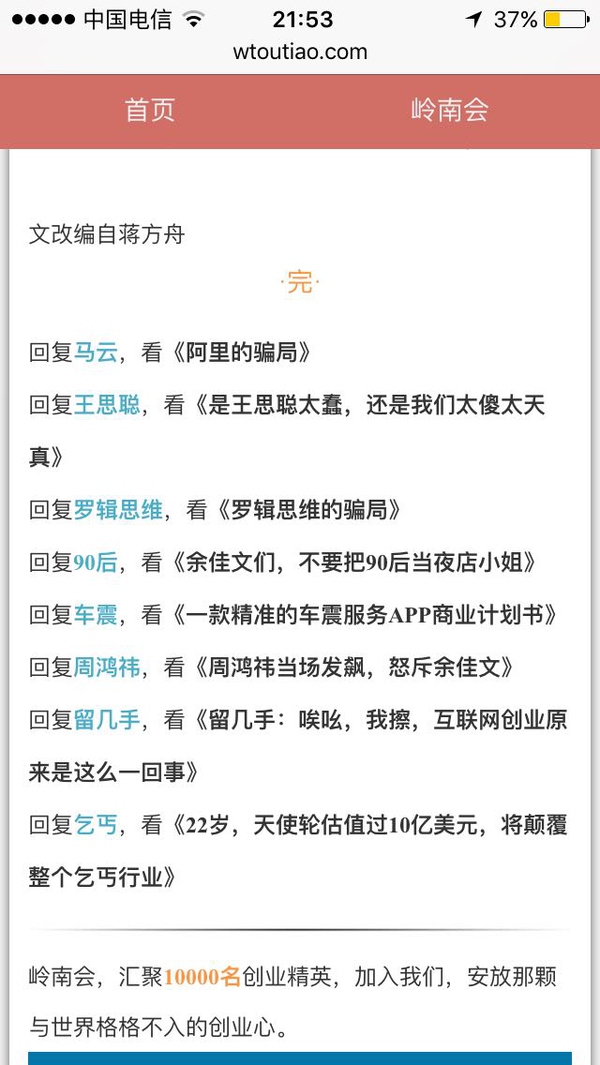 中国电信 21:53 37%
wtoutiao.com
首页 岭南会
文改编自蒋方舟
·完·
回复马云，看《阿里的骗局》
回复王思聪，看《是王思聪太蠢，还是我们太傻太天
真》
回复罗辑思维，看《罗辑思维的骗局》
回复90后，看《余佳文们，不要把90后当夜店小姐》
回复车震，看《一款精准的车震服务APP商业计划书》
回复周鸿祎，看《周鸿祎当场发飙，怒斥余佳文》
回复留几手，看《留几手：唉吆，我擦，互联网创业原
来是这么一回事》
回复乞丐，看《22岁，天使轮估值过10亿美元，将颠覆
整个乞丐行业》
岭南会，汇聚10000名创业精英，加入我们，安放那颗
与世界格格不入的创业心。